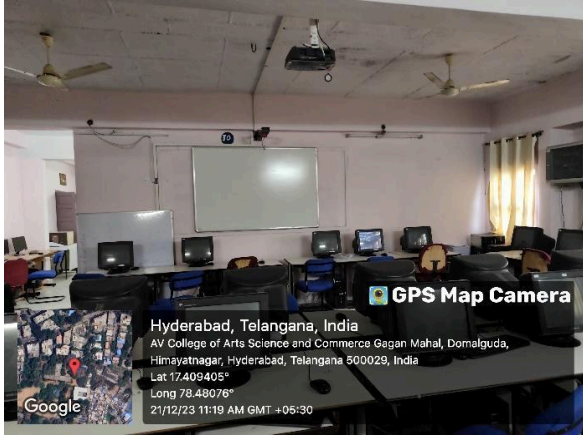 GPS Map Camera
Hyderabad, Telangana, India
AV College of Arts Science and Commerce Gagan Mahal, Domalguda,
Himayatnagar, Hyderabad, Telangana 500029, India
Lat 17.409405°
Long 78.48076°
21/12/23 11:19 AM GMT +05:30
Google